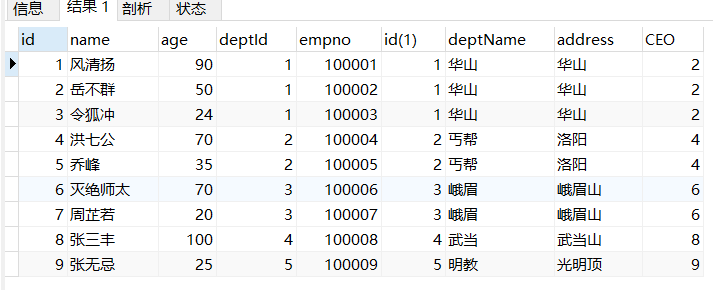 信息 结果 1 剖析 状态
id name age deptId empno id(1) deptName address CEO
1 风清扬 90 1 100001 1 华山 华山 2
2 岳不群 50 1 100002 1 华山 华山 2
3 令狐冲 24 1 100003 1 华山 华山 2
4 洪七公 70 2 100004 2 丐帮 洛阳 4
5 乔峰 35 2 100005 2 丐帮 洛阳 4
6 灭绝师太 70 3 100006 3 峨眉 峨眉山 6
7 周芷若 20 3 100007 3 峨眉 峨眉山 6
8 张三丰 100 4 100008 4 武当 武当山 8
9 张无忌 25 5 100009 5 明教 光明顶 9